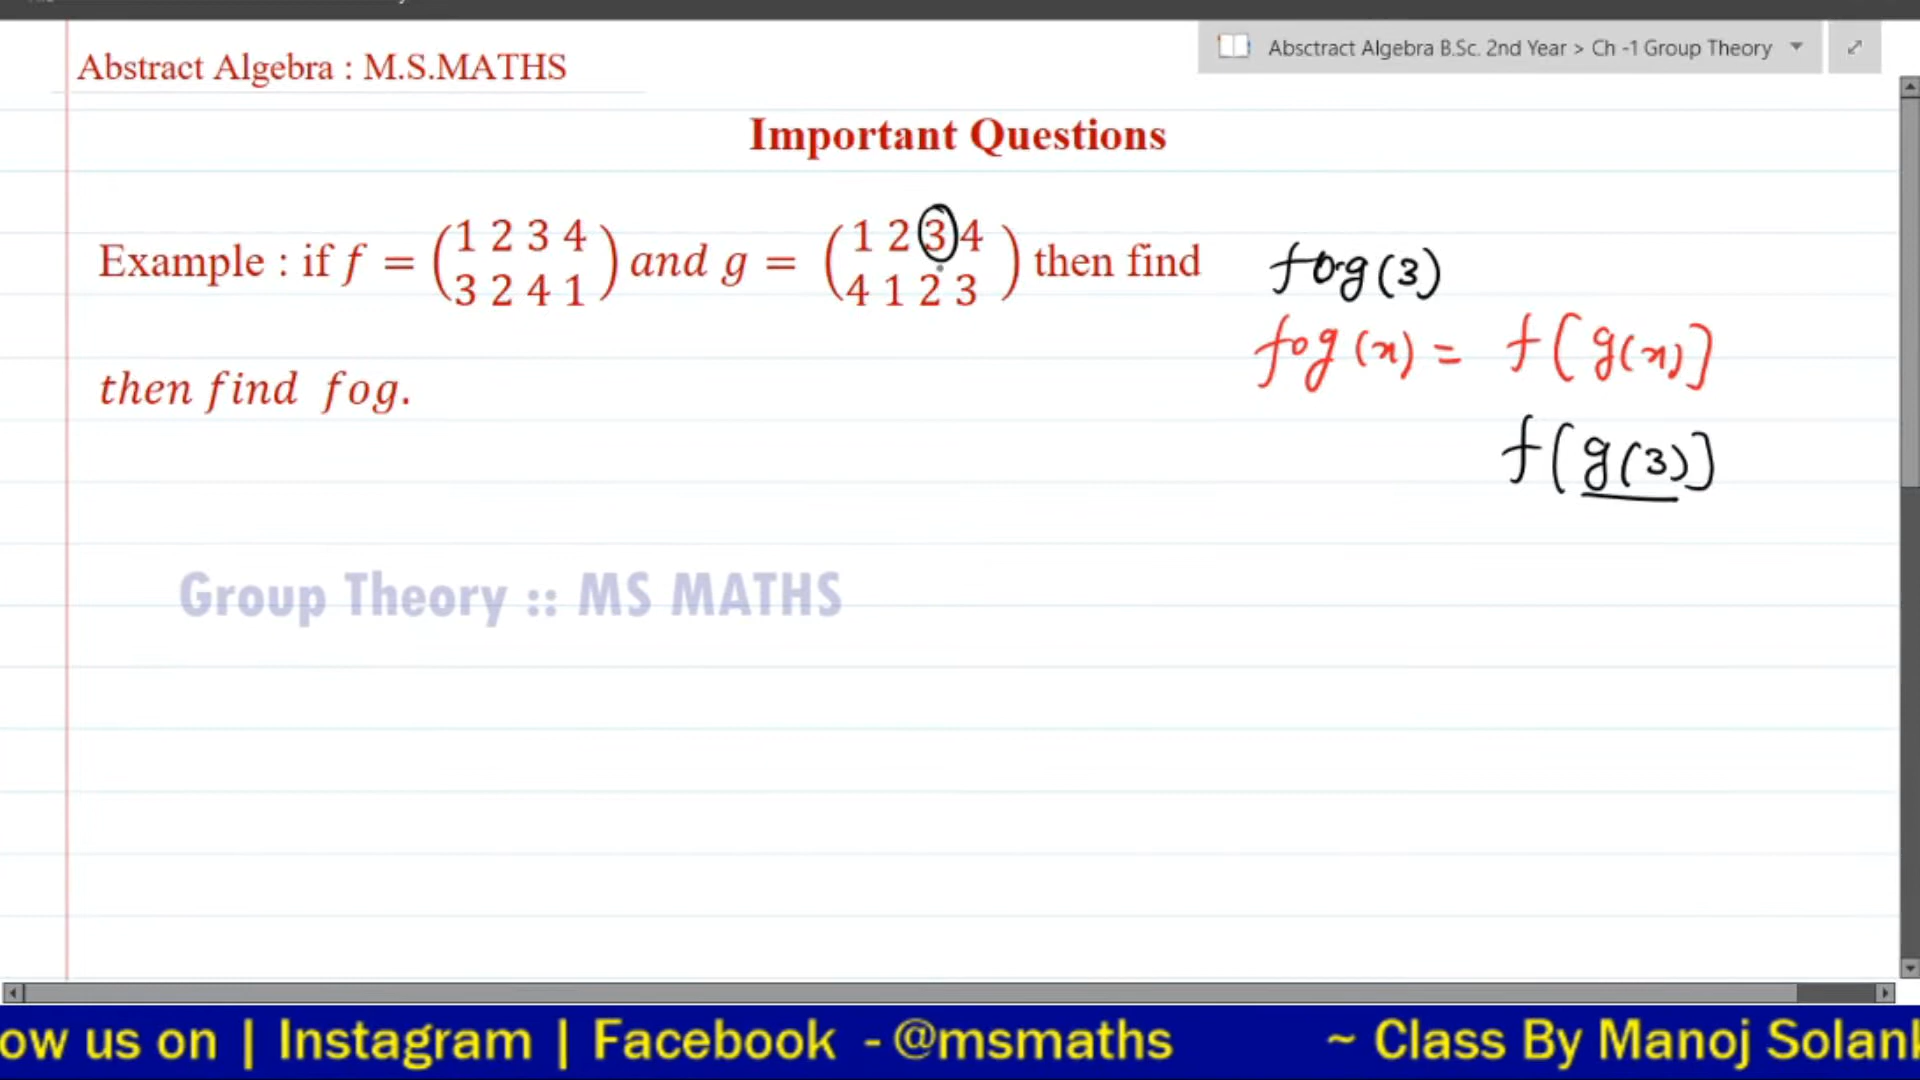 Abstract Algebra : M.S.MATHS
Absctract Algebra B.Sc. 2nd Year > Ch -1 Group Theory
Important Questions
Example : if f = (1 2 3 4
3 2 4 1) and g = (1 2 3 4
4 1 2 3) then find
fog(3)
fog(x) = f[g(x)]
then find fog.
f[g(3)]
Group Theory :: MS MATHS
ow us on | Instagram | Facebook - @msmaths ~ Class By Manoj Solank